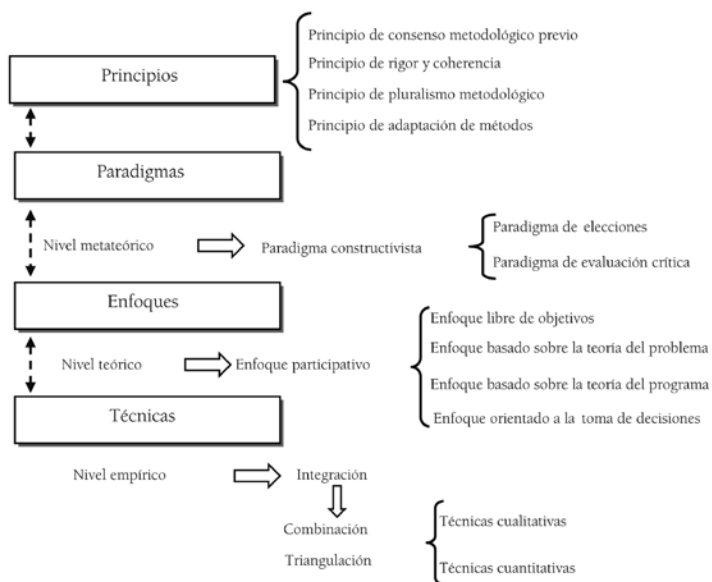 Principios
Principio de consenso metodológico previo
Principio de rigor y coherencia
Principio de pluralismo metodológico
Principio de adaptación de métodos
Paradigmas
Nivel metateórico
Paradigma constructivista
Paradigma de elecciones
Paradigma de evaluación crítica
Enfoques
Nivel teórico
Enfoque participativo
Enfoque libre de objetivos
Enfoque basado sobre la teoría del problema
Enfoque basado sobre la teoría del programa
Enfoque orientado a la toma de decisiones
Técnicas
Nivel empírico
Integración
Combinación
Triangulación
Técnicas cualitativas
Técnicas cuantitativas